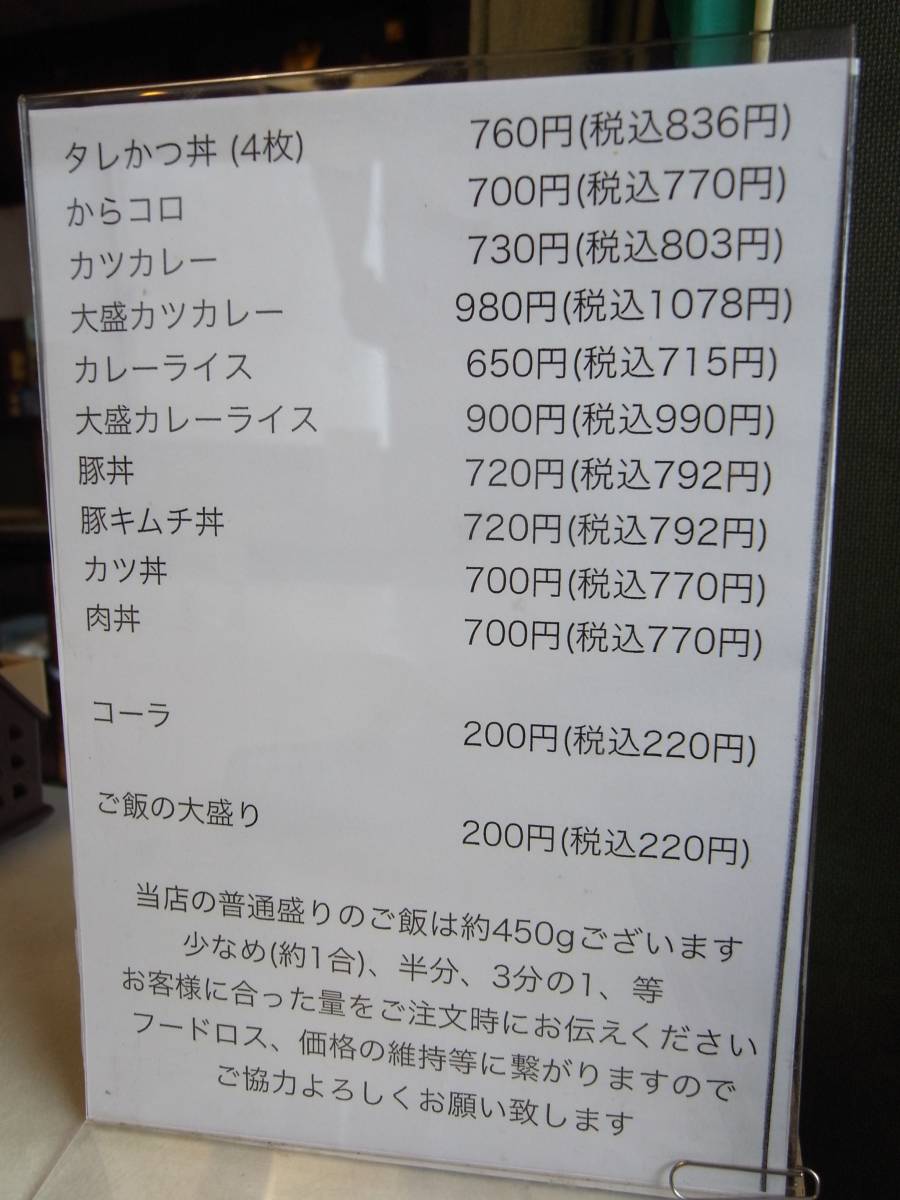 タレかつ丼 (4枚) 760円(税込836円)
からコロ 700円(税込770円)
カツカレー 730円(税込803円)
大盛カツカレー 980円(税込1078円)
カレーライス 650円(税込715円)
大盛カレーライス 900円(税込990円)
豚丼 720円(税込792円)
豚キムチ丼 720円(税込792円)
カツ丼 700円(税込770円)
肉丼 700円(税込770円)
コーラ 200円(税込220円)
ご飯の大盛り 200円(税込220円)
当店の普通盛りのご飯は約450gございます
少なめ(約1合)、半分、3分の1、等
お客様に合った量をご注文時にお伝えください
フードロス、価格の維持等に繋がりますので
ご協力よろしくお願い致します